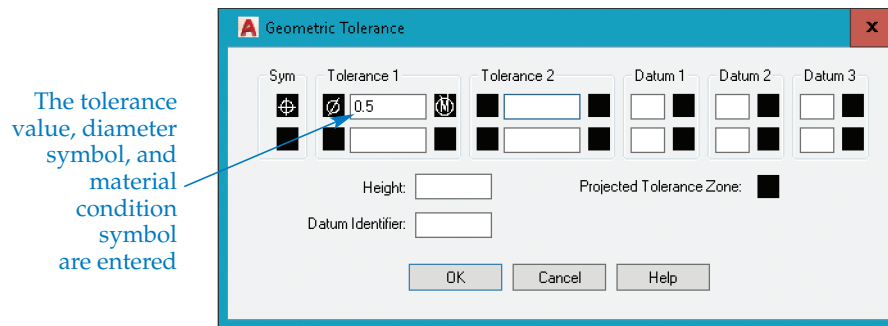 A Geometric Tolerance x
Sym Tolerance 1 Tolerance 2 Datum 1 Datum 2 Datum 3
⌖ Ø 0.5 Ⓜ
Height: Projected Tolerance Zone:
Datum Identifier:
OK Cancel Help
The tolerance
value, diameter
symbol, and
material
condition
symbol
are entered